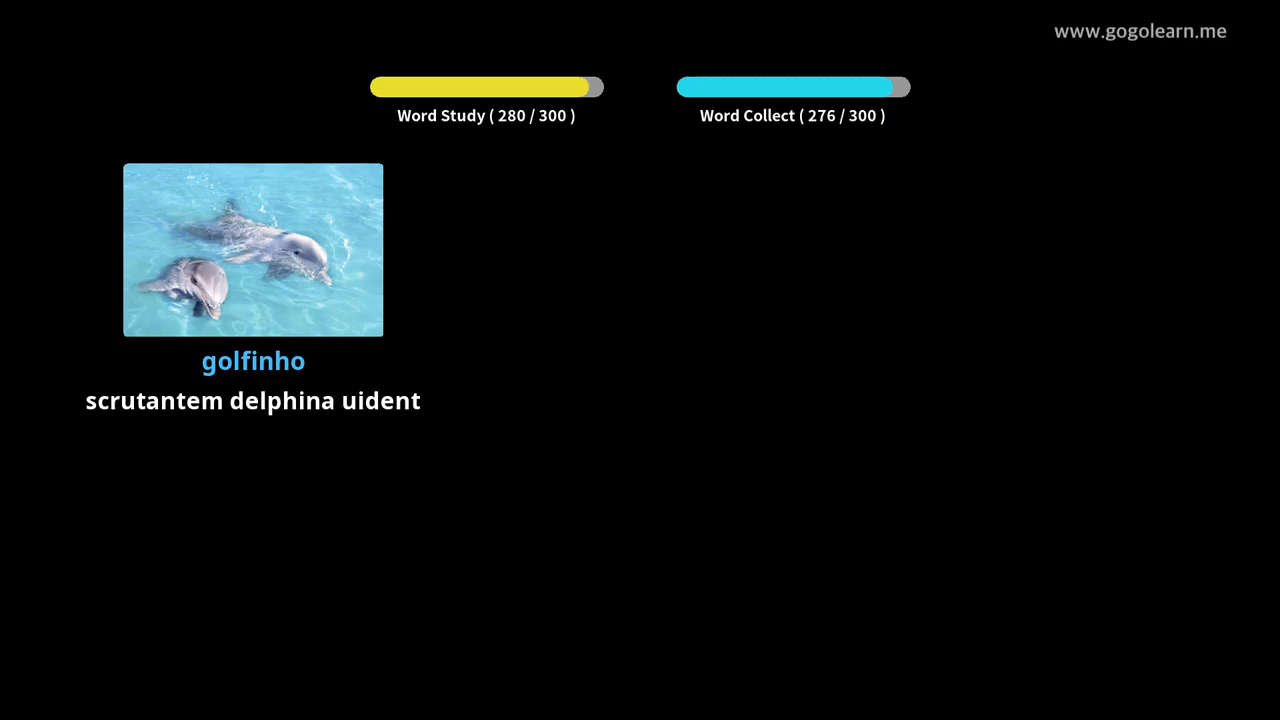 www.gogolearn.me
Word Study ( 280 / 300 )
Word Collect ( 276 / 300 )
golfinho
scrutantem delphina uident